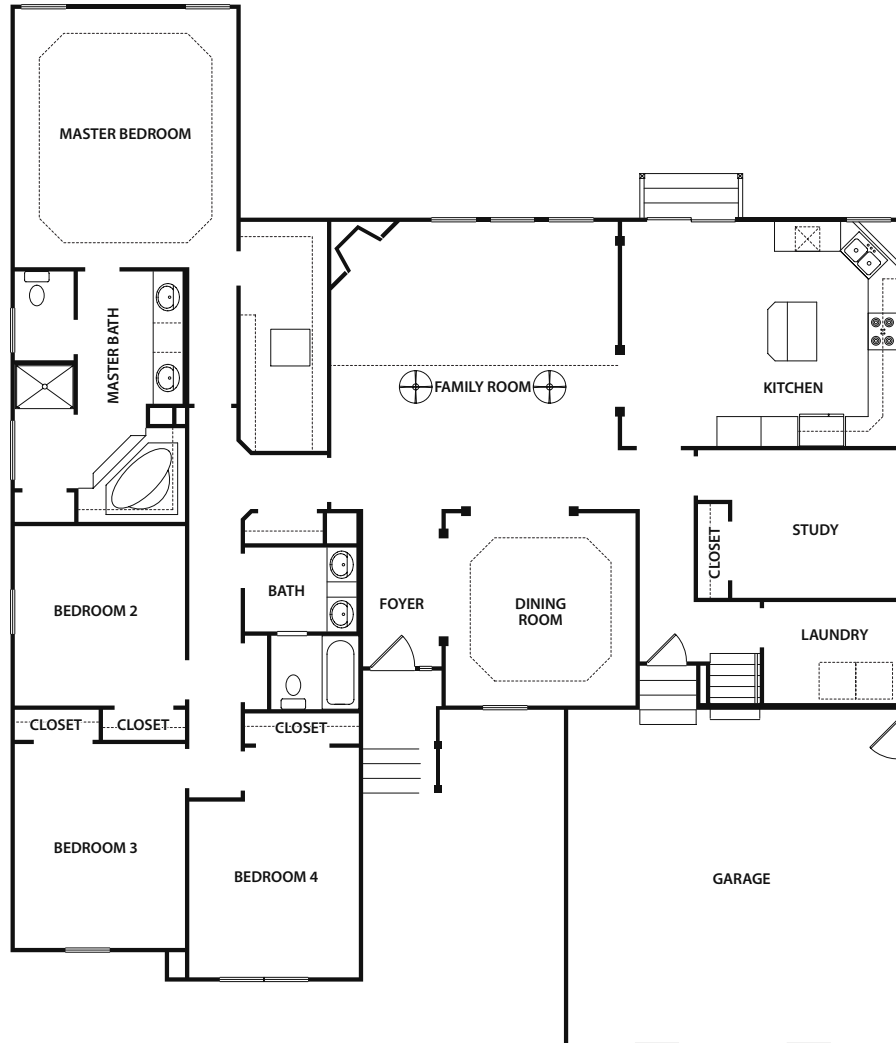 MASTER BEDROOM
MASTER BATH
FAMILY ROOM
KITCHEN
STUDY
CLOSET
BATH
FOYER
DINING
ROOM
BEDROOM 2
LAUNDRY
CLOSET
CLOSET
CLOSET
BEDROOM 3
BEDROOM 4
GARAGE